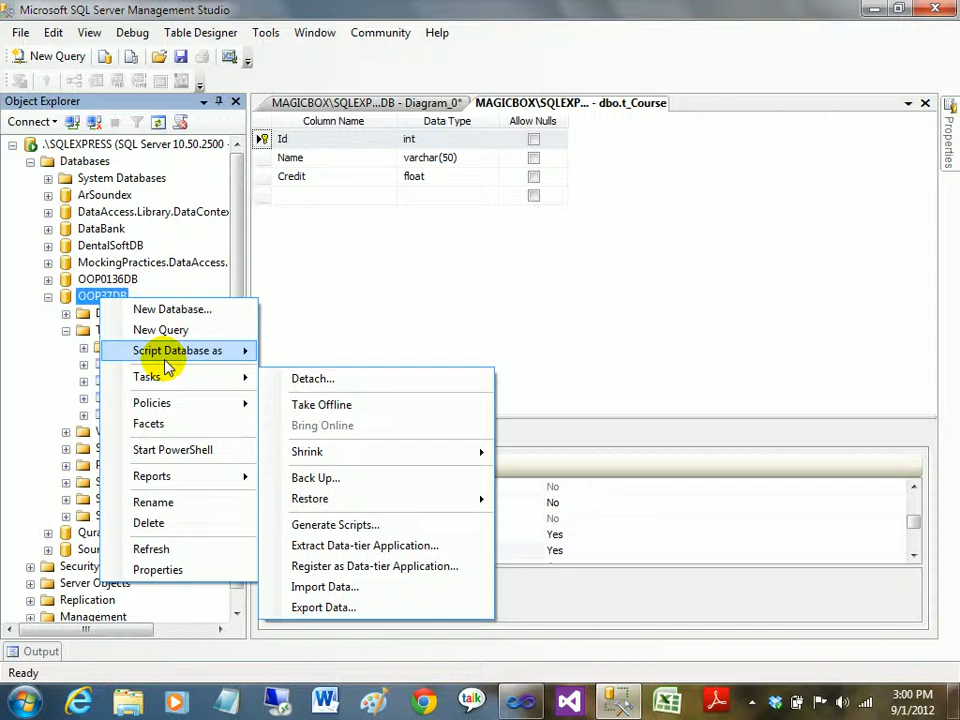 Microsoft SQL Server Management Studio
File Edit View Debug Table Designer Tools Window Community Help
New Query
Object Explorer
MAGICBOX\SQLEXP...DB - Diagram_0*
MAGICBOX\SQLEXP... - dbo.t_Course
Connect
Column Name Data Type Allow Nulls
Id int
Name varchar(50)
Credit float
Properties
.\SQLEXPRESS (SQL Server 10.50.2500
Databases
System Databases
ArSoundex
DataAccess.Library.DataContex
DataBank
DentalSoftDB
MockingPractices.DataAccess.
OOP0136DB
OOP37DB
New Database...
New Query
Script Database as
Tasks
Policies
Facets
Start PowerShell
Reports
Rename
Delete
Refresh
Properties
Detach...
Take Offline
Bring Online
Shrink
Back Up...
Restore
Generate Scripts...
Extract Data-tier Application...
Register as Data-tier Application...
Import Data...
Export Data...
No
No
No
Yes
Yes
Security
Server Objects
Replication
Management
Output
Ready
talk
3:00 PM
9/1/2012